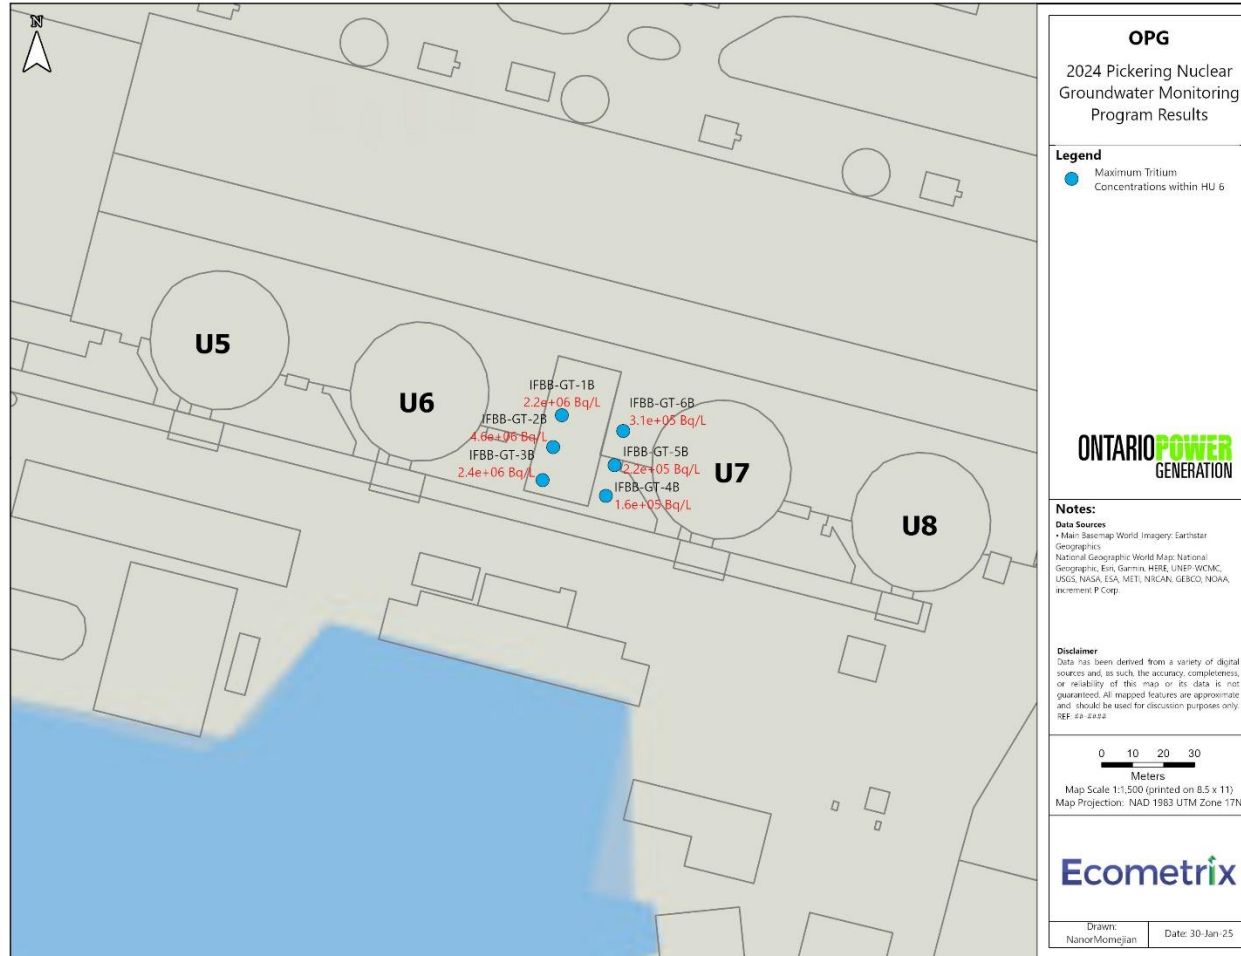 N
U5
U6
U7
U8
IFBB-GT-1B
2.2e+06 Bq/L
IFBB-GT-2B
4.6e+06 Bq/L
IFBB-GT-3B
2.4e+06 Bq/L
IFBB-GT-6B
3.1e+05 Bq/L
IFBB-GT-5B
2.2e+05 Bq/L
IFBB-GT-4B
1.6e+05 Bq/L
OPG
2024 Pickering Nuclear
Groundwater Monitoring
Program Results
Legend
Maximum Tritium
Concentrations within HU 6
ONTARIOPOWER
GENERATION
Notes:
Data Sources
• Main Basemap World_Imagery: Earthstar
Geographics
National Geographic World Map: National
Geographic, Esri, Garmin, HERE, UNEP-WCMC,
USGS, NASA, ESA, METI, NRCAN, GEBCO, NOAA,
increment P Corp.
Disclaimer
Data has been derived from a variety of digital
sources and, as such, the accuracy, completeness,
or reliability of this map or its data is not
guaranteed. All mapped features are approximate
and should be used for discussion purposes only.
REF: ##-####
0 10 20 30
Meters
Map Scale 1:1,500 (printed on 8.5 x 11)
Map Projection: NAD 1983 UTM Zone 17N
Ecometrix
Drawn:
NanorMomejian
Date: 30-Jan-25